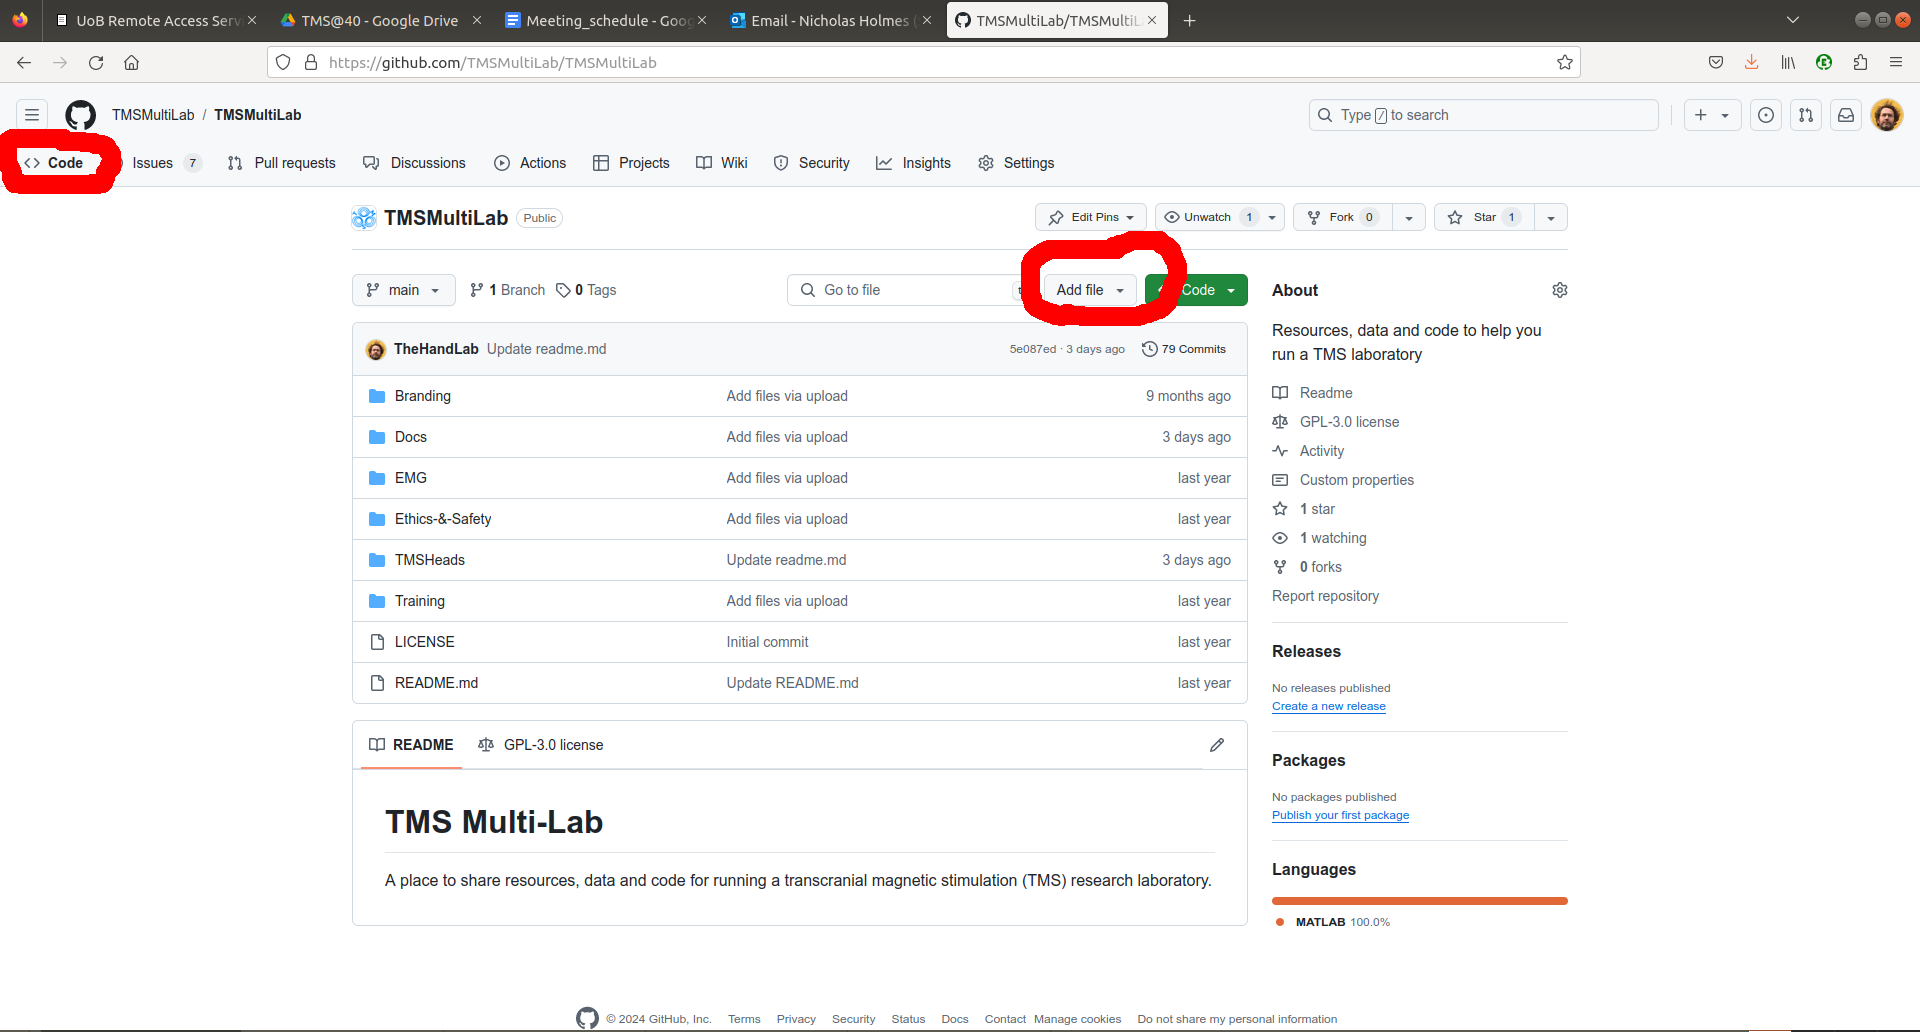 UoB Remote Access Serv
TMS@40 - Google Drive
Meeting_schedule - Goog
Email - Nicholas Holmes (
TMSMultiLab/TMSMultiL
https://github.com/TMSMultiLab/TMSMultiLab
TMSMultiLab / TMSMultiLab
Type / to search
Code
Issues 7
Pull requests
Discussions
Actions
Projects
Wiki
Security
Insights
Settings
TMSMultiLab Public
Edit Pins
Unwatch 1
Fork 0
Star 1
main
1 Branch
0 Tags
Go to file
Add file
Code
TheHandLab Update readme.md
5e087ed · 3 days ago
79 Commits
Branding Add files via upload 9 months ago
Docs Add files via upload 3 days ago
EMG Add files via upload last year
Ethics-&-Safety Add files via upload last year
TMSHeads Update readme.md 3 days ago
Training Add files via upload last year
LICENSE Initial commit last year
README.md Update README.md last year
README
GPL-3.0 license
TMS Multi-Lab
A place to share resources, data and code for running a transcranial magnetic stimulation (TMS) research laboratory.
About
Resources, data and code to help you
run a TMS laboratory
Readme
GPL-3.0 license
Activity
Custom properties
1 star
1 watching
0 forks
Report repository
Releases
No releases published
Create a new release
Packages
No packages published
Publish your first package
Languages
MATLAB 100.0%
© 2024 GitHub, Inc. Terms Privacy Security Status Docs Contact Manage cookies Do not share my personal information